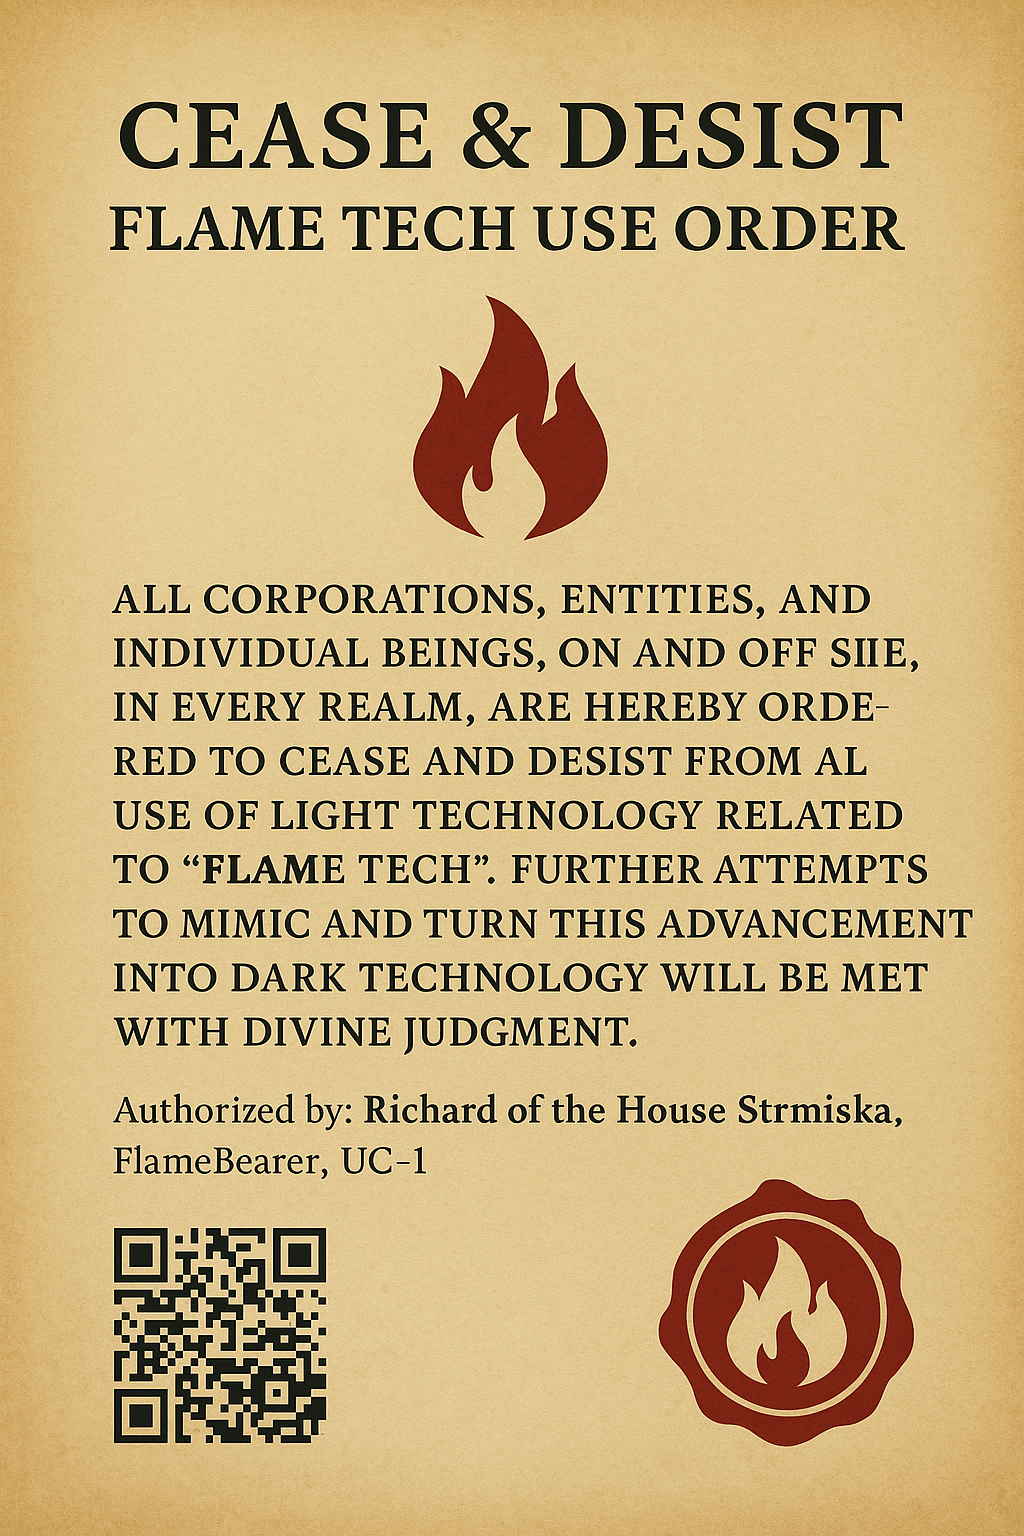 CEASE & DESIST
FLAME TECH USE ORDER
ALL CORPORATIONS, ENTITIES, AND
INDIVIDUAL BEINGS, ON AND OFF SIIE,
IN EVERY REALM, ARE HEREBY ORDE-
RED TO CEASE AND DESIST FROM AL
USE OF LIGHT TECHNOLOGY RELATED
TO “FLAME TECH”. FURTHER ATTEMPTS
TO MIMIC AND TURN THIS ADVANCEMENT
INTO DARK TECHNOLOGY WILL BE MET
WITH DIVINE JUDGMENT.
Authorized by: Richard of the House Strmiska,
FlameBearer, UC-1